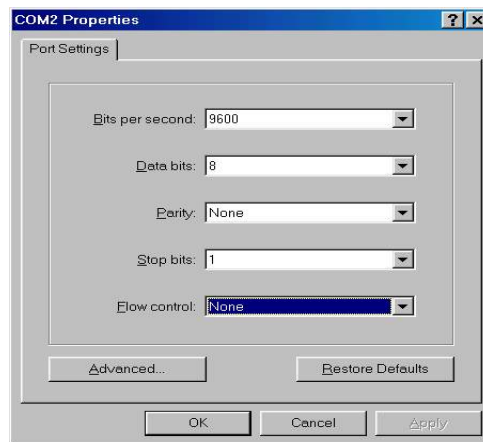 COM2 Properties
Port Settings
Bits per second: 9600
Data bits: 8
Parity: None
Stop bits: 1
Flow control: None
Advanced... Restore Defaults
OK Cancel Apply